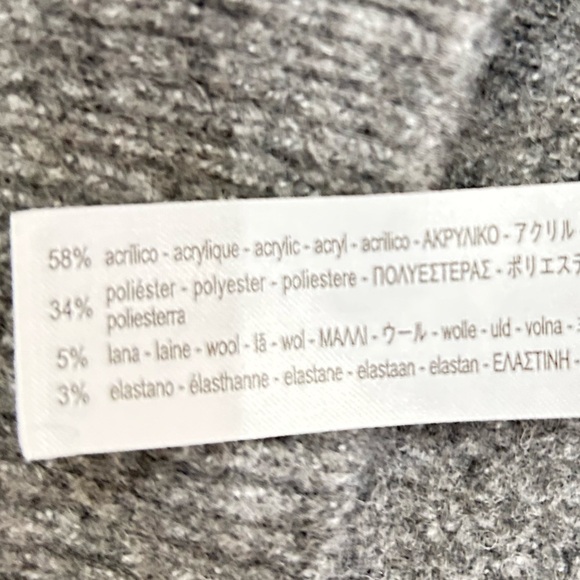 58% acrílico - acrylique - acrylic - acryl - acrilico - ΑΚΡΥΛΙΚΟ - アクリル
34% poliéster - polyester - poliestere - ΠΟΛΥΕΣΤΕΡΑΣ - ポリエステ
poliesterra
5% lana - laine - wool - lã - wol - ΜΑΛΛΙ - ウール - wolle - uld - volna -
3% elastano - élasthanne - elastane - elastaan - elastan - ΕΛΑΣΤΙΝΗ -